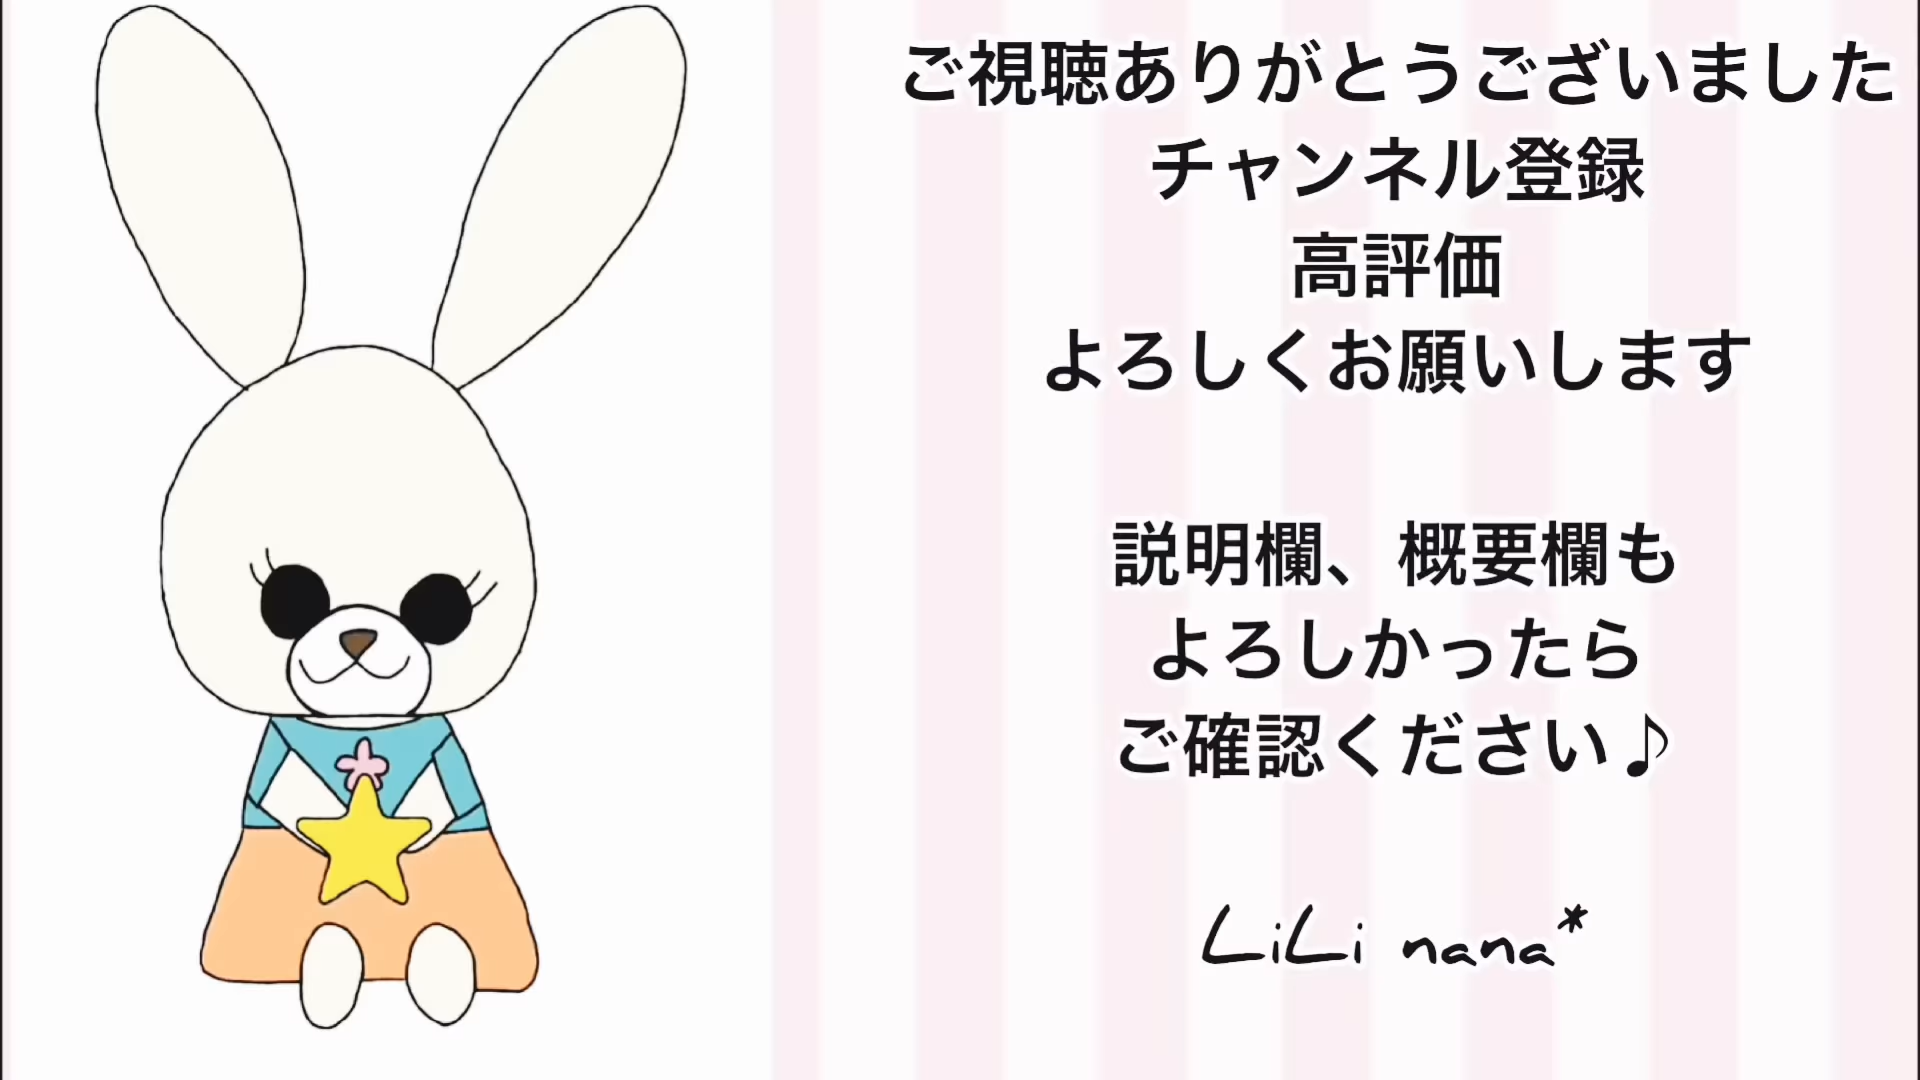 ご視聴ありがとうございました
チャンネル登録
高評価
よろしくお願いします
説明欄、概要欄も
よろしかったら
ご確認ください♪
LiLi nana*